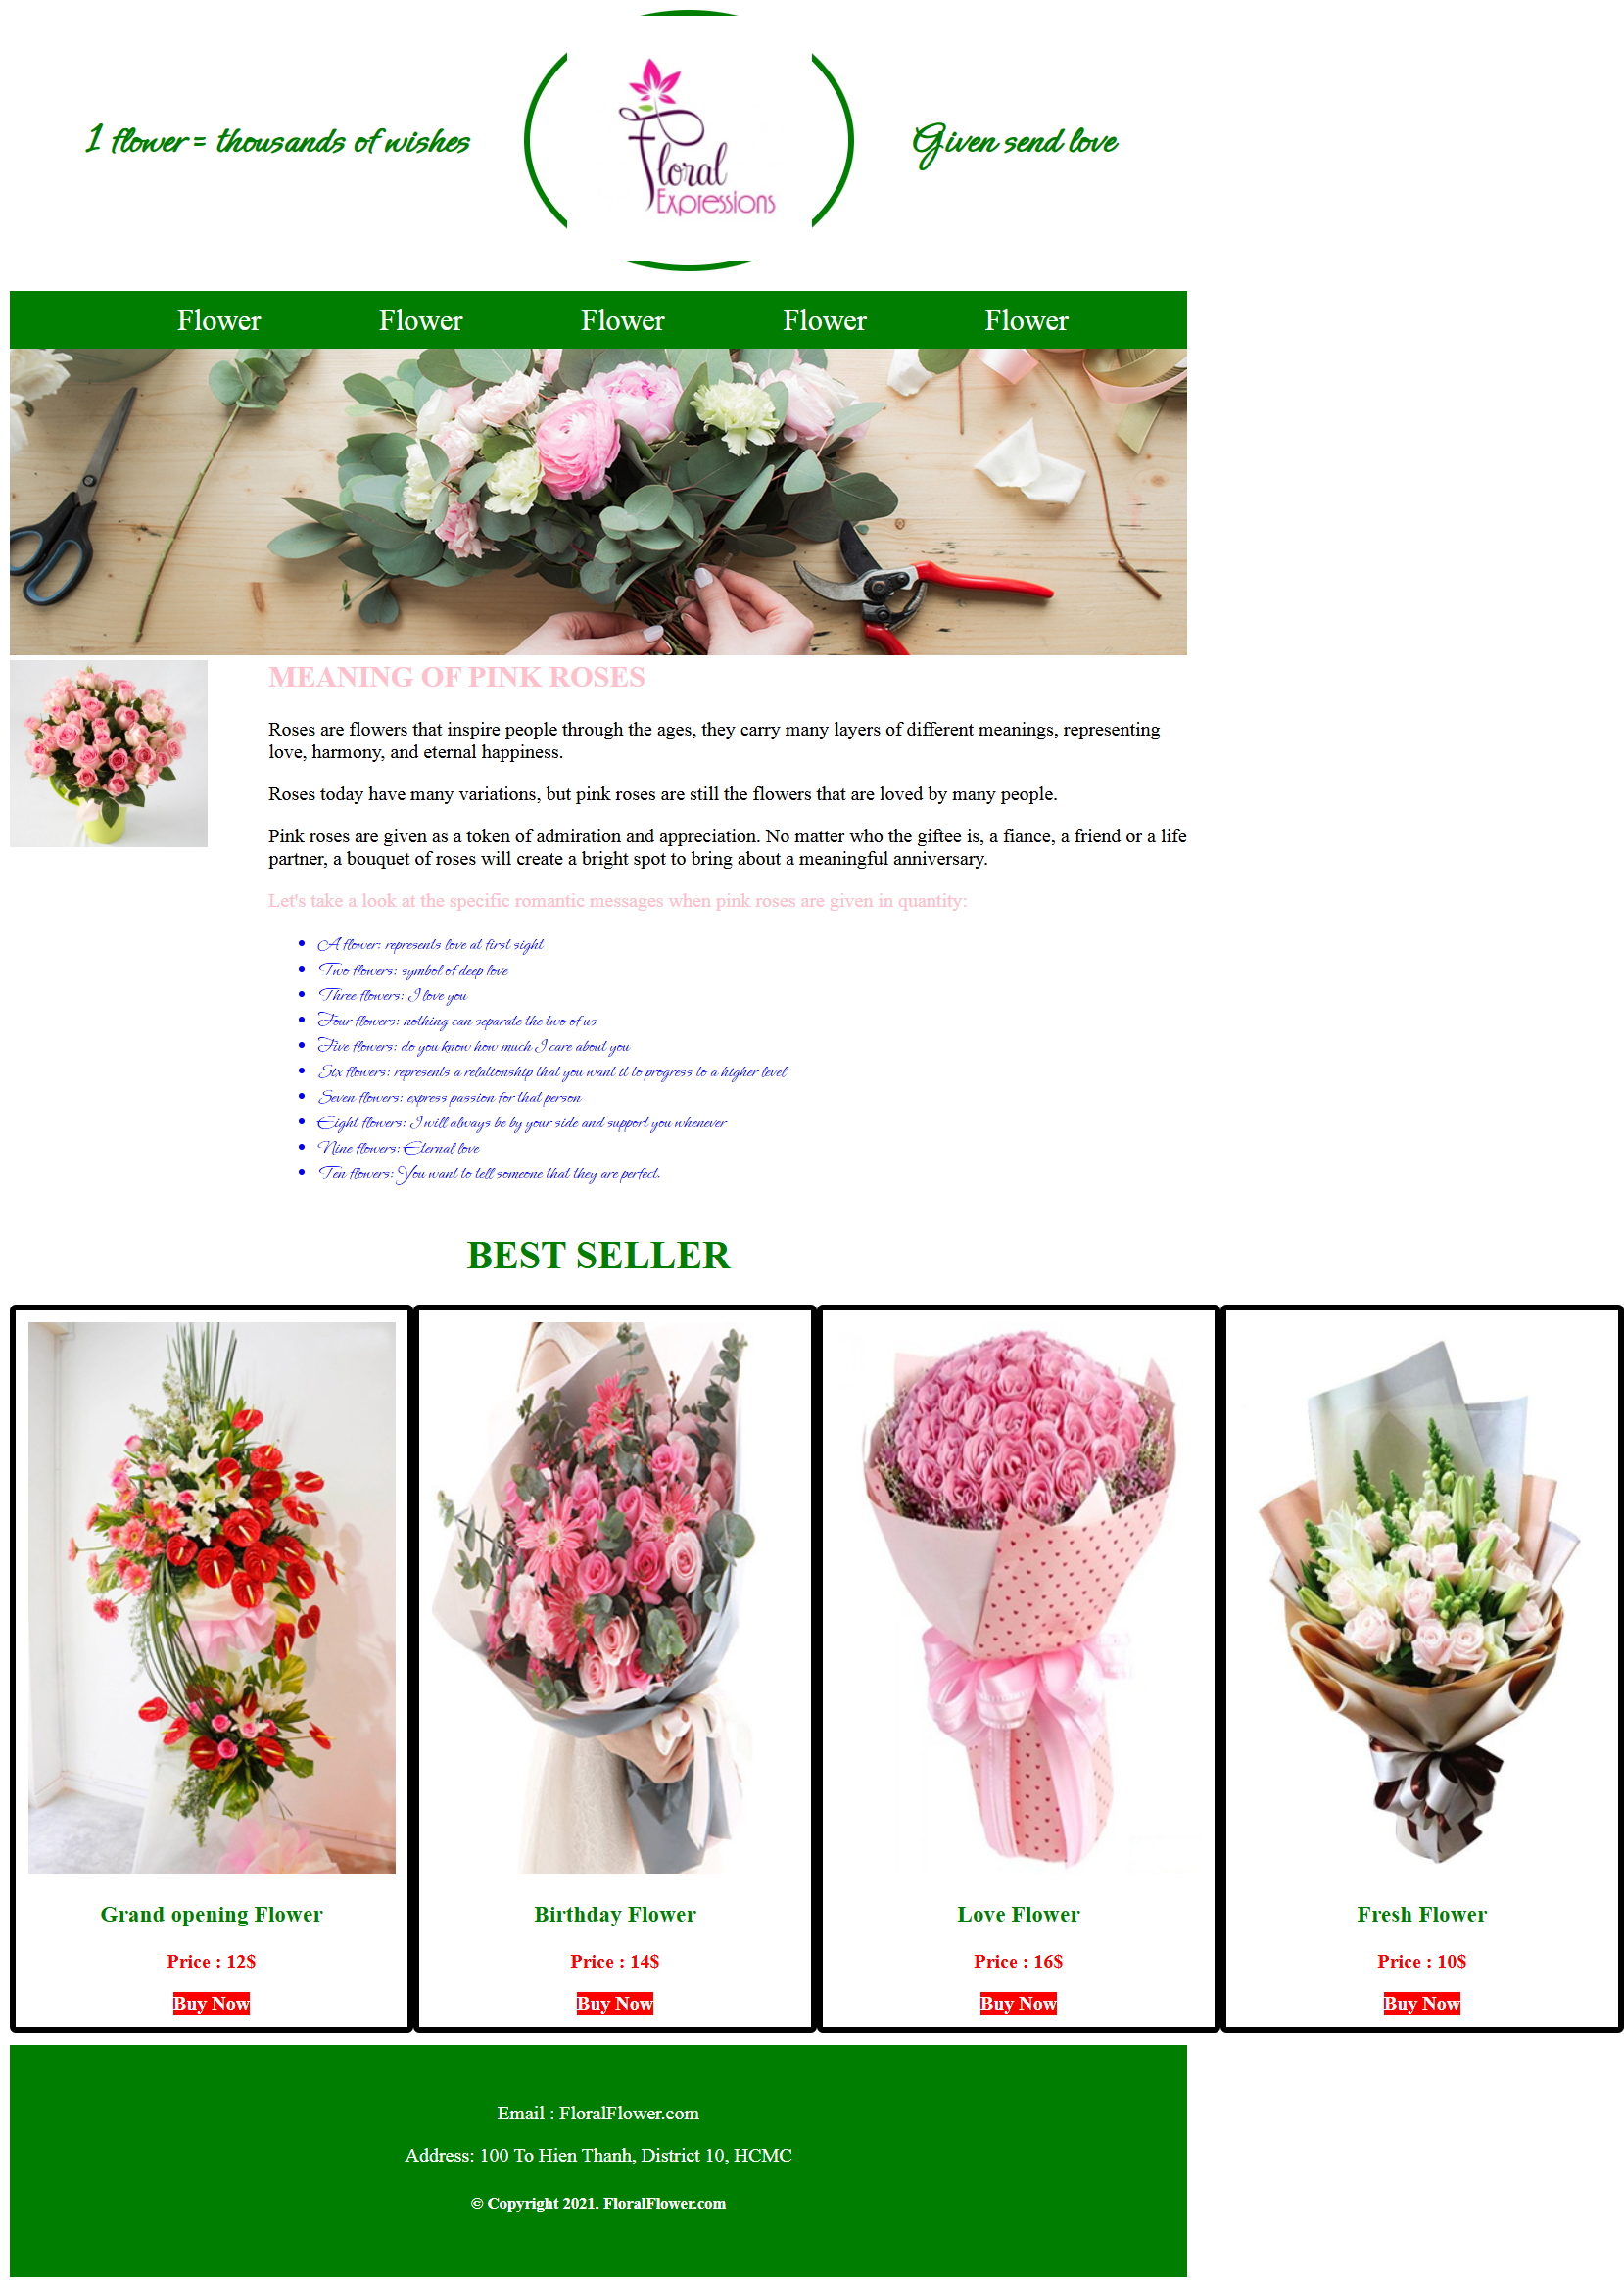 1 flower = thousands of wishes
Floral
Expressions
Given send love
Flower Flower Flower Flower Flower
MEANING OF PINK ROSES
Roses are flowers that inspire people through the ages, they carry many layers of different meanings, representing
love, harmony, and eternal happiness.
Roses today have many variations, but pink roses are still the flowers that are loved by many people.
Pink roses are given as a token of admiration and appreciation. No matter who the giftee is, a fiance, a friend or a life
partner, a bouquet of roses will create a bright spot to bring about a meaningful anniversary.
Let's take a look at the specific romantic messages when pink roses are given in quantity:
• A flower: represents love at first sight
• Two flowers: symbol of deep love
• Three flowers: I love you
• Four flowers: nothing can separate the two of us
• Five flowers: do you know how much I care about you
• Six flowers: represents a relationship that you want it to progress to a higher level
• Seven flowers: express passion for that person
• Eight flowers: I will always be by your side and support you whenever
• Nine flowers: Eternal love
• Ten flowers: You want to tell someone that they are perfect.
BEST SELLER
Grand opening Flower
Price : 12$
Buy Now
Birthday Flower
Price : 14$
Buy Now
Love Flower
Price : 16$
Buy Now
Fresh Flower
Price : 10$
Buy Now
Email : FloralFlower.com
Address: 100 To Hien Thanh, District 10, HCMC
© Copyright 2021. FloralFlower.com